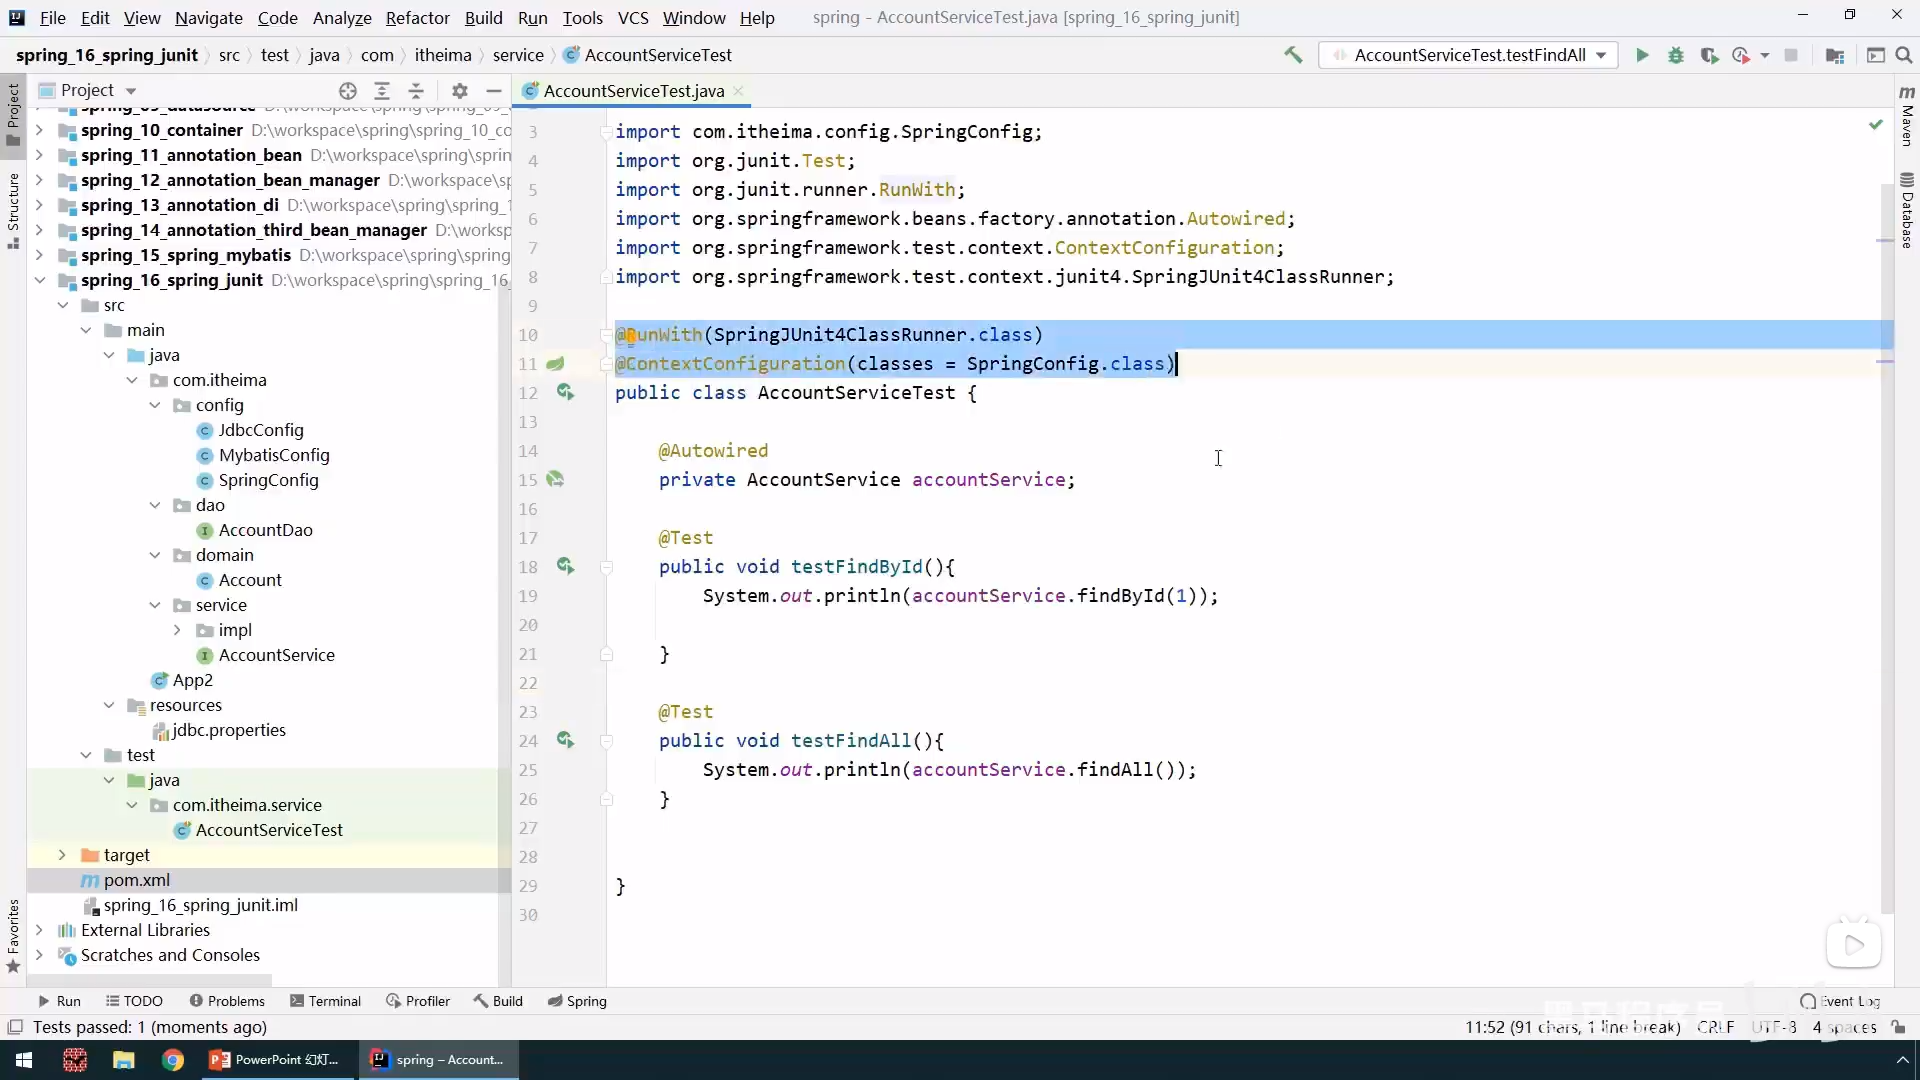 File Edit View Navigate Code Analyze Refactor Build Run Tools VCS Window Help spring - AccountServiceTest.java [spring_16_spring_junit]
spring_16_spring_junit src test java com itheima service AccountServiceTest AccountServiceTest.testFindAll
Project
AccountServiceTest.java
spring_09_datasource D:\workspace\spring\spring_09
spring_10_container D:\workspace\spring\spring_10_co
spring_11_annotation_bean D:\workspace\spring\sprin
spring_12_annotation_bean_manager D:\workspace\s
spring_13_annotation_di D:\workspace\spring\spring_1
spring_14_annotation_third_bean_manager D:\worksp
spring_15_spring_mybatis D:\workspace\spring\spring
spring_16_spring_junit D:\workspace\spring\spring_16_
src
main
java
com.itheima
config
JdbcConfig
MybatisConfig
SpringConfig
dao
AccountDao
domain
Account
service
impl
AccountService
App2
resources
jdbc.properties
test
java
com.itheima.service
AccountServiceTest
target
pom.xml
spring_16_spring_junit.iml
External Libraries
Scratches and Consoles
Project
Structure
Favorites
3 import com.itheima.config.SpringConfig;
4 import org.junit.Test;
5 import org.junit.runner.RunWith;
6 import org.springframework.beans.factory.annotation.Autowired;
7 import org.springframework.test.context.ContextConfiguration;
8 import org.springframework.test.context.junit4.SpringJUnit4ClassRunner;
9
10 @RunWith(SpringJUnit4ClassRunner.class)
11 @ContextConfiguration(classes = SpringConfig.class)
12 public class AccountServiceTest {
13
14 @Autowired
15 private AccountService accountService;
16
17 @Test
18 public void testFindById(){
19 System.out.println(accountService.findById(1));
20
21 }
22
23 @Test
24 public void testFindAll(){
25 System.out.println(accountService.findAll());
26 }
27
28
29 }
30
Maven
Database
Run TODO Problems Terminal Profiler Build Spring Event Log
Tests passed: 1 (moments ago) 11:52 (91 chars, 1 line break) CRLF UTF-8 4 spaces
PowerPoint 幻灯... spring – Account...